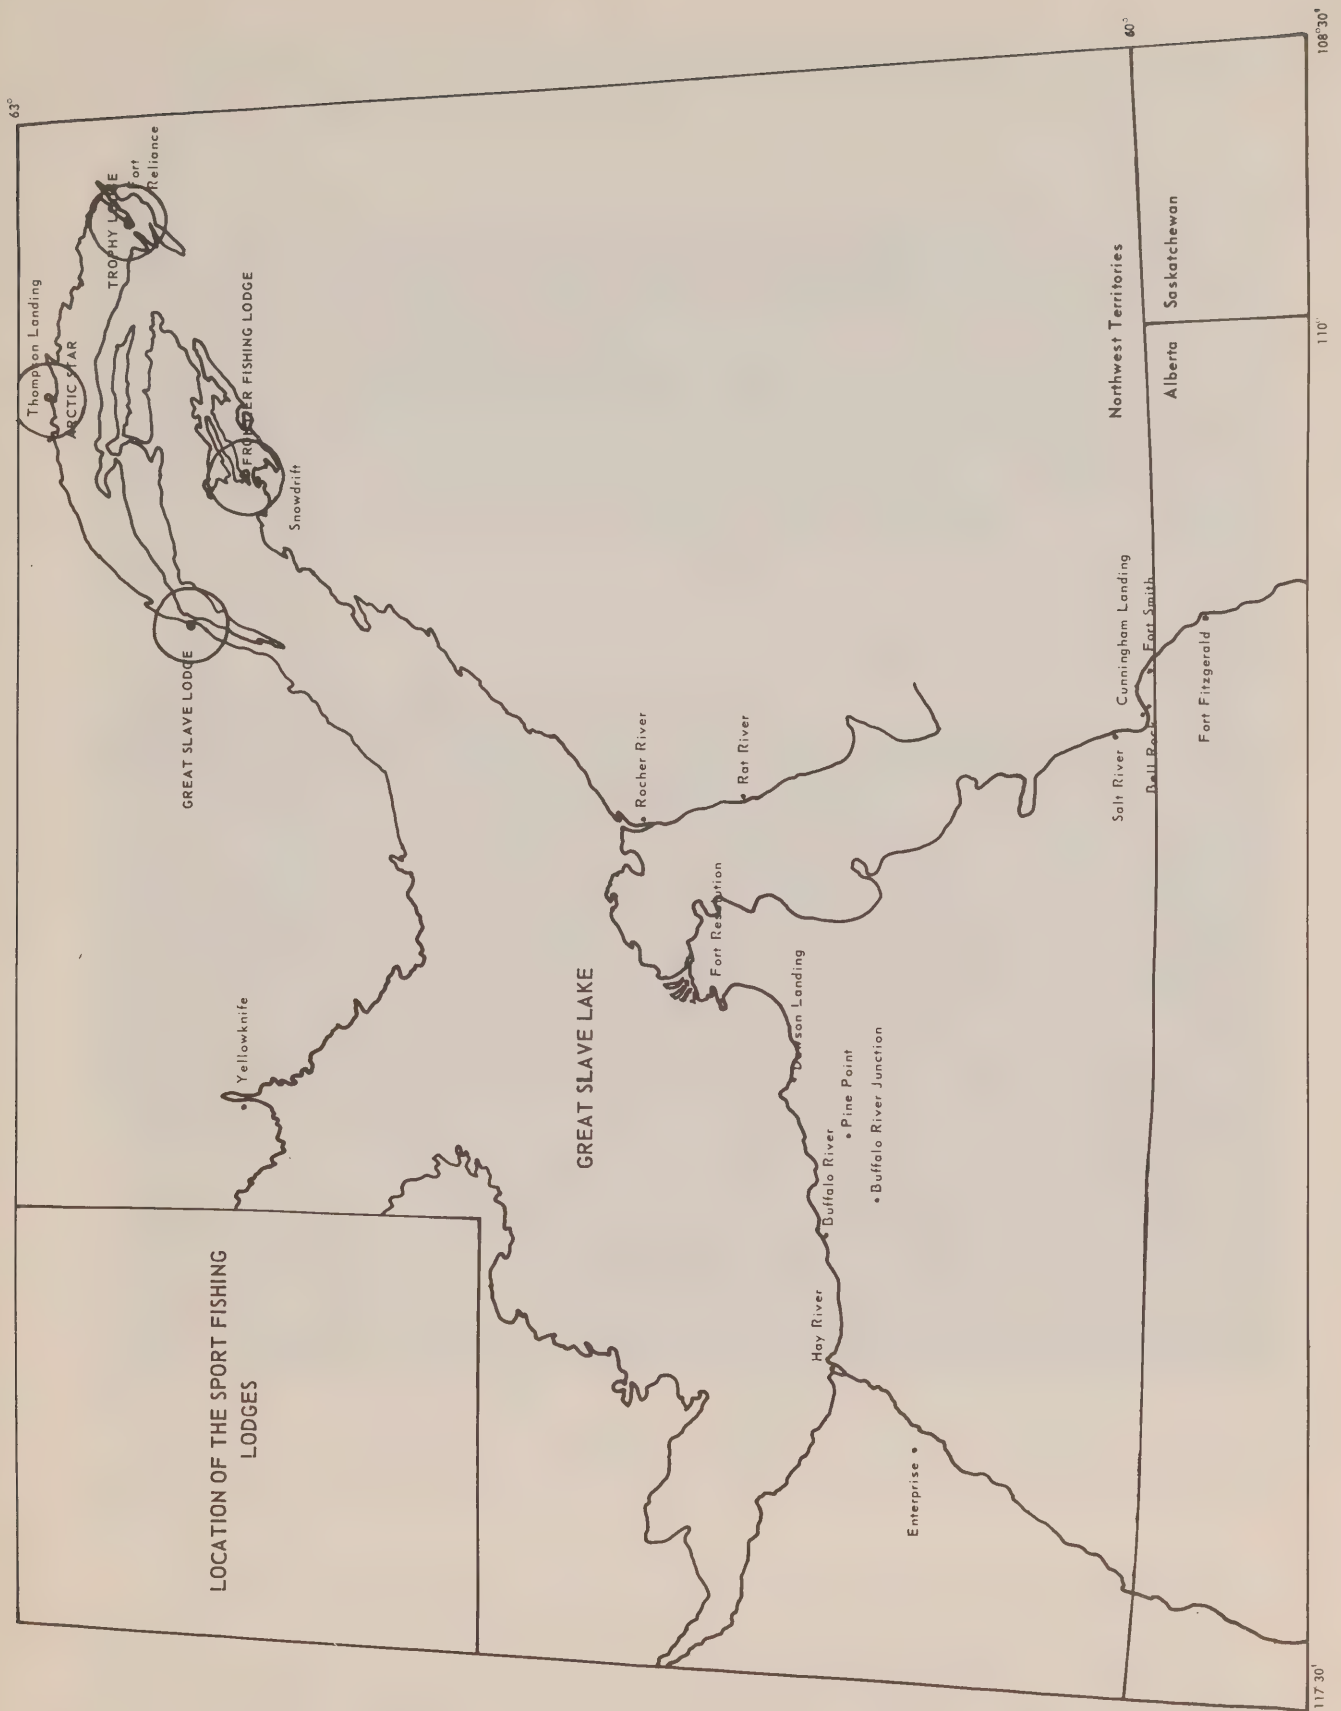 LOCATION OF THE SPORT FISHING
LODGES
63°
Thompson Landing
ARCTIC STAR
TROPHY LODGE
Fort
Reliance
GREAT SLAVE LODGE
FRONTIER FISHING LODGE
Snowdrift
Yellowknife
GREAT SLAVE LAKE
Rocher River
Rat River
Fort Resolution
Dawson Landing
Pine Point
Buffalo River
Buffalo River Junction
Hay River
Enterprise
Cunningham Landing
Salt River
Fort Smith
Bell Rock
Fort Fitzgerald
Northwest Territories
60°
Alberta
Saskatchewan
117 30'
110°
108°30'